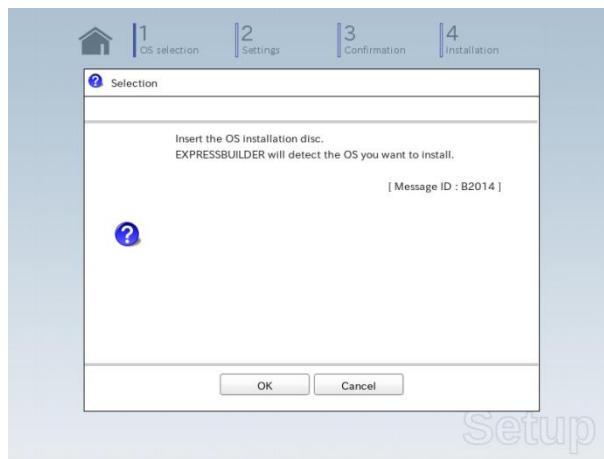 1
OS selection
2
Settings
3
Confirmation
4
Installation
Selection
Insert the OS installation disc.
EXPRESSBUILDER will detect the OS you want to install.
[ Message ID : B2014 ]
OK
Cancel
Setup